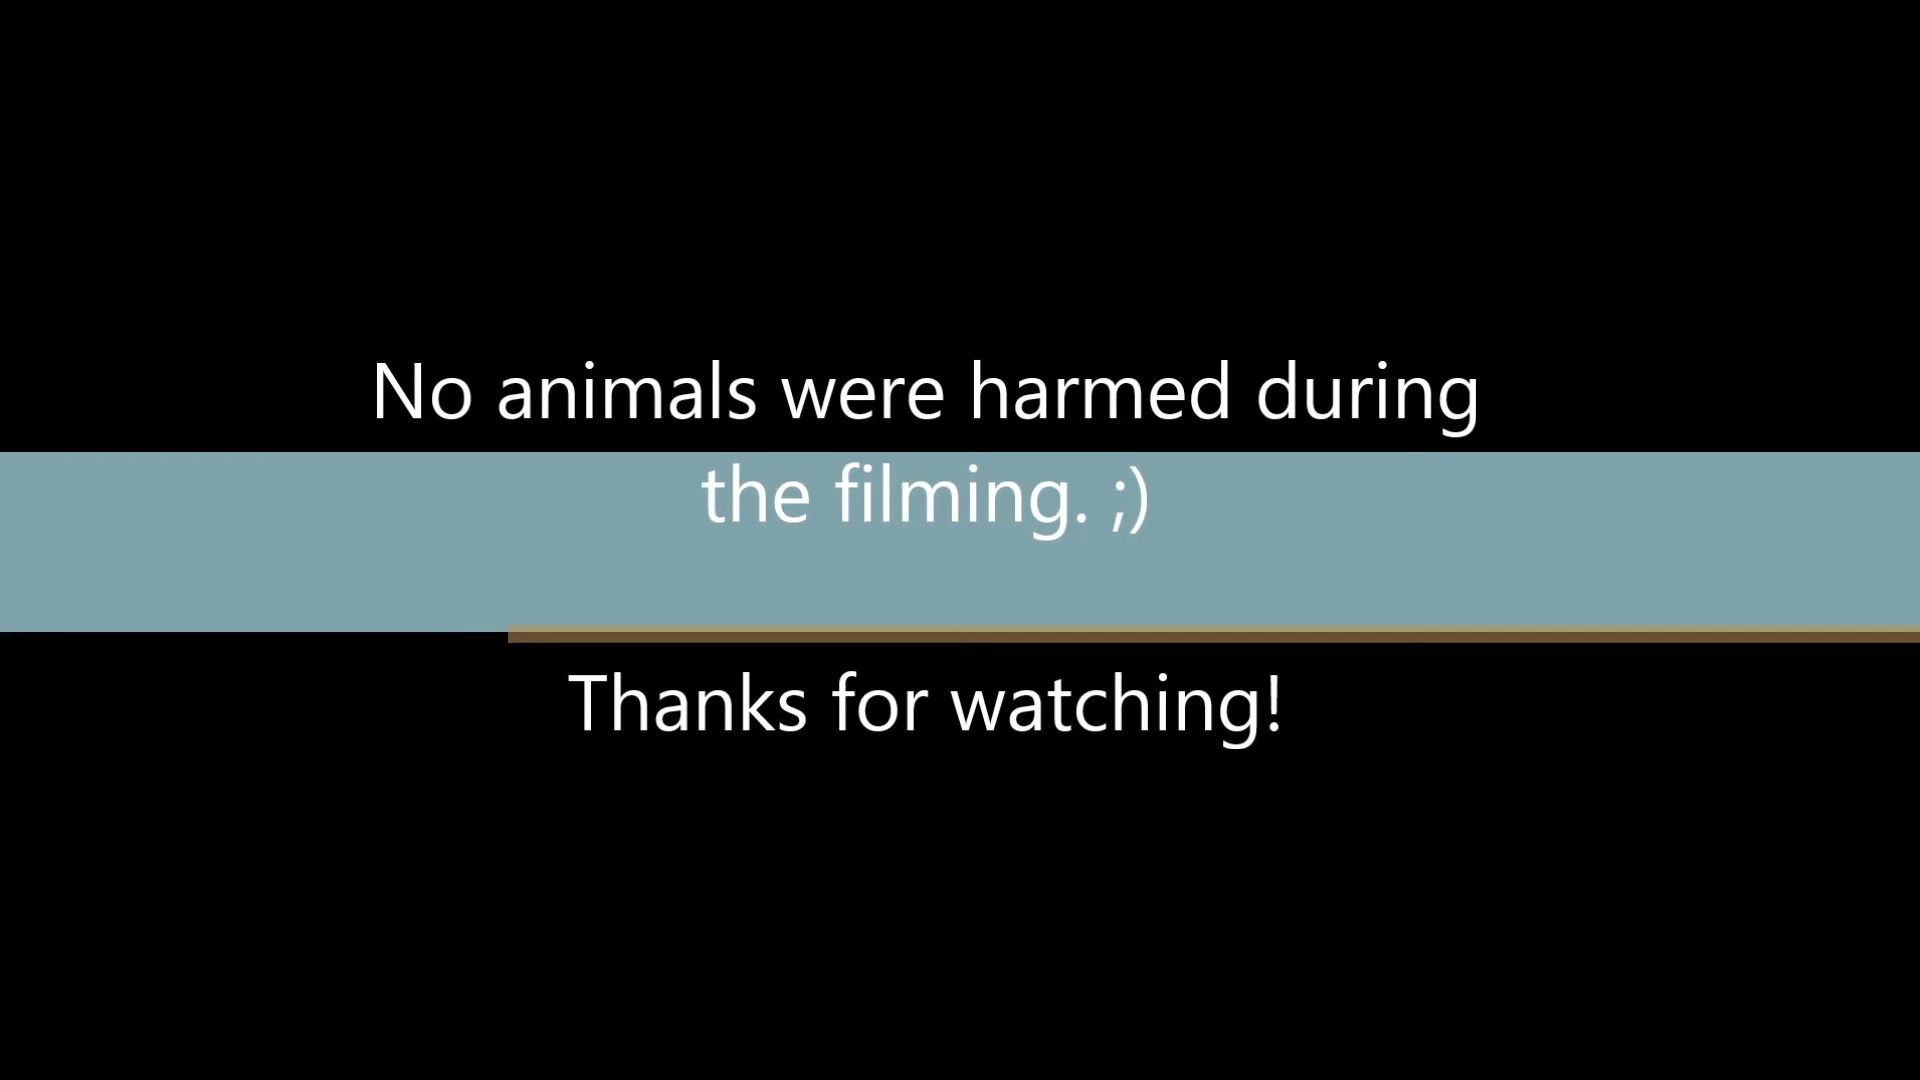 No animals were harmed during
the filming. ;)
Thanks for watching!